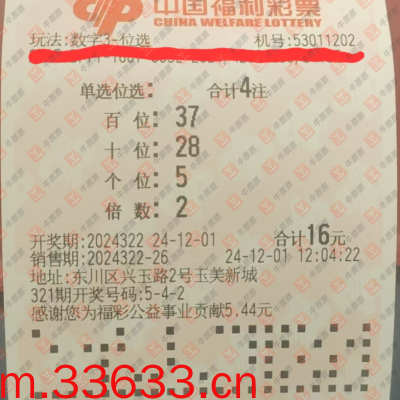 中国福利彩票
CHINA WELFARE LOTTERY
玩法:数字3-位选 机号:53011202
单选位选: 合计4注
百 位: 37
十 位: 28
个 位: 5
倍 数: 2
开奖期:2024322 24-12-01 合计16元
销售期:2024322-26 24-12-01 12:04:22
地址:东川区兴玉路2号玉美新城
321期开奖号码:5-4-2
感谢您为福彩公益事业贡献5.44元
m.33633.cn